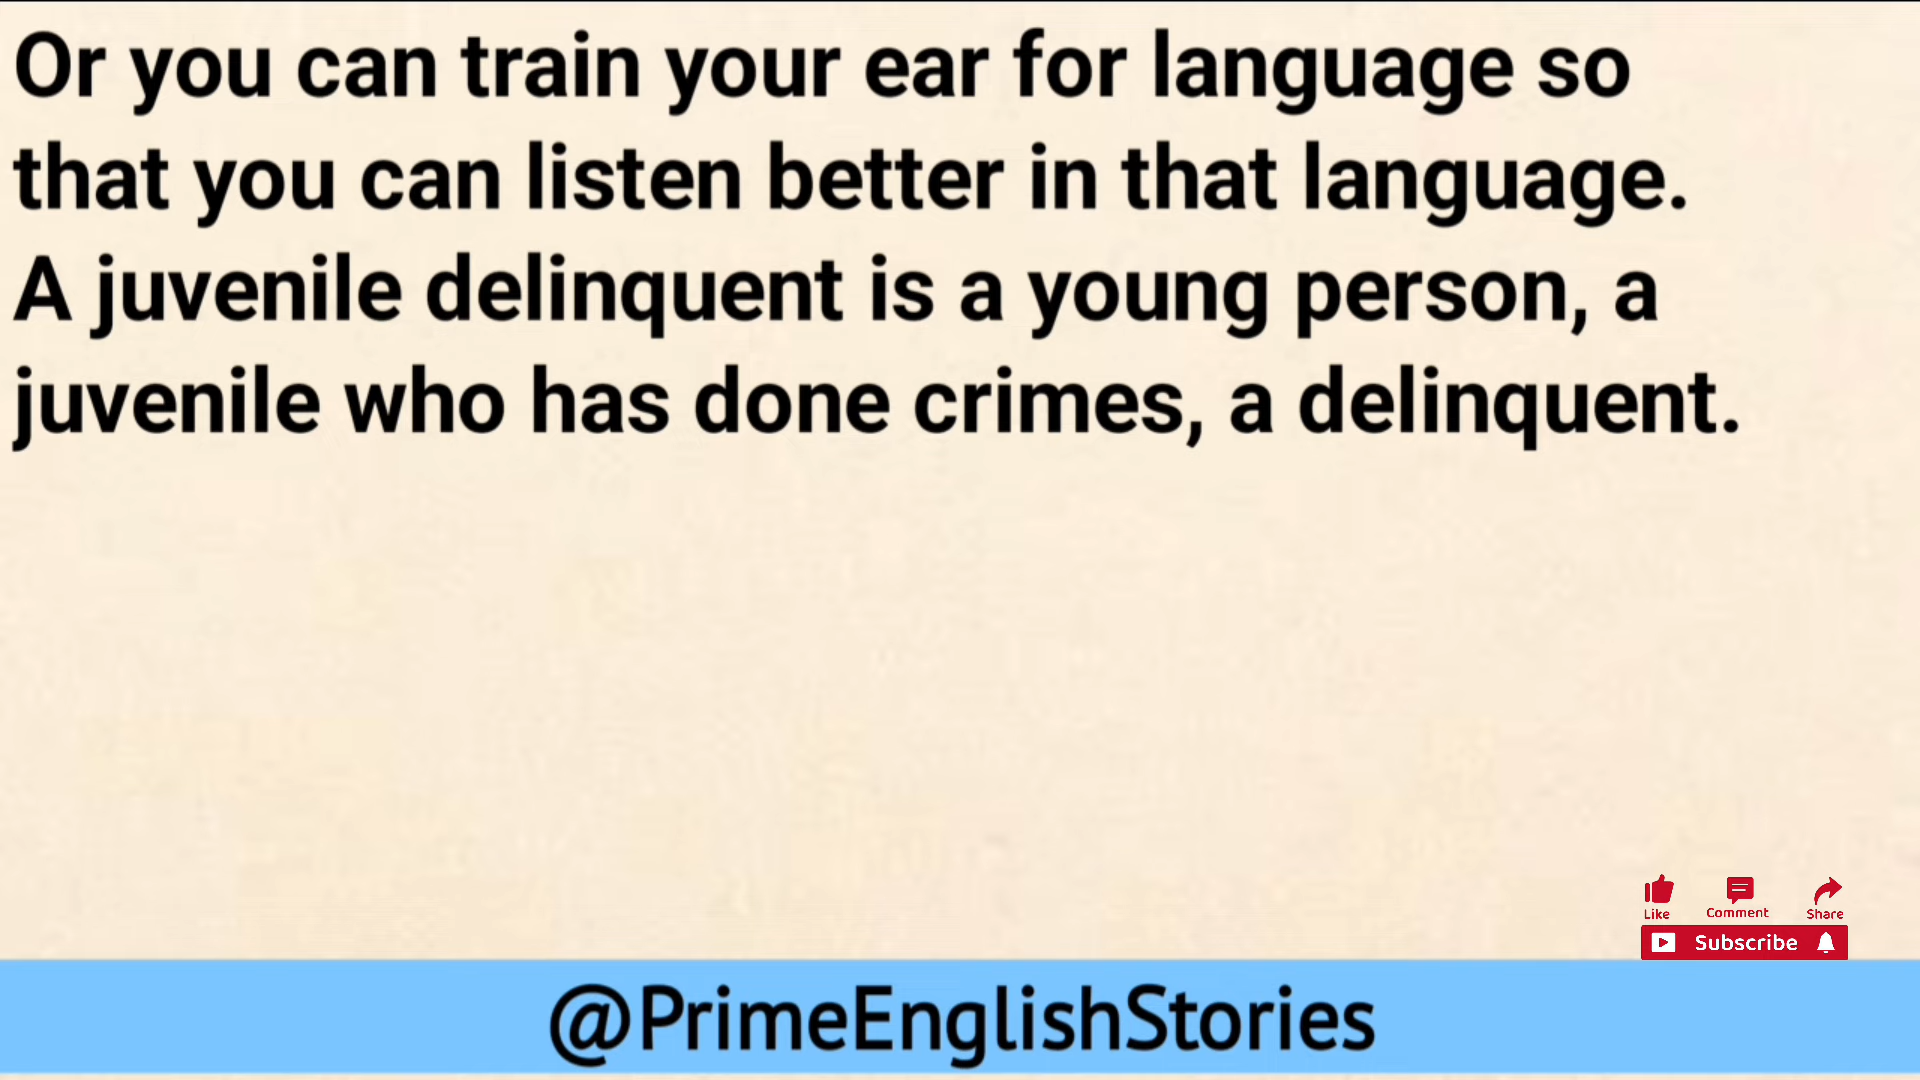 Or you can train your ear for language so
that you can listen better in that language.
A juvenile delinquent is a young person, a
juvenile who has done crimes, a delinquent.
Like Comment Share
Subscribe
@PrimeEnglishStories